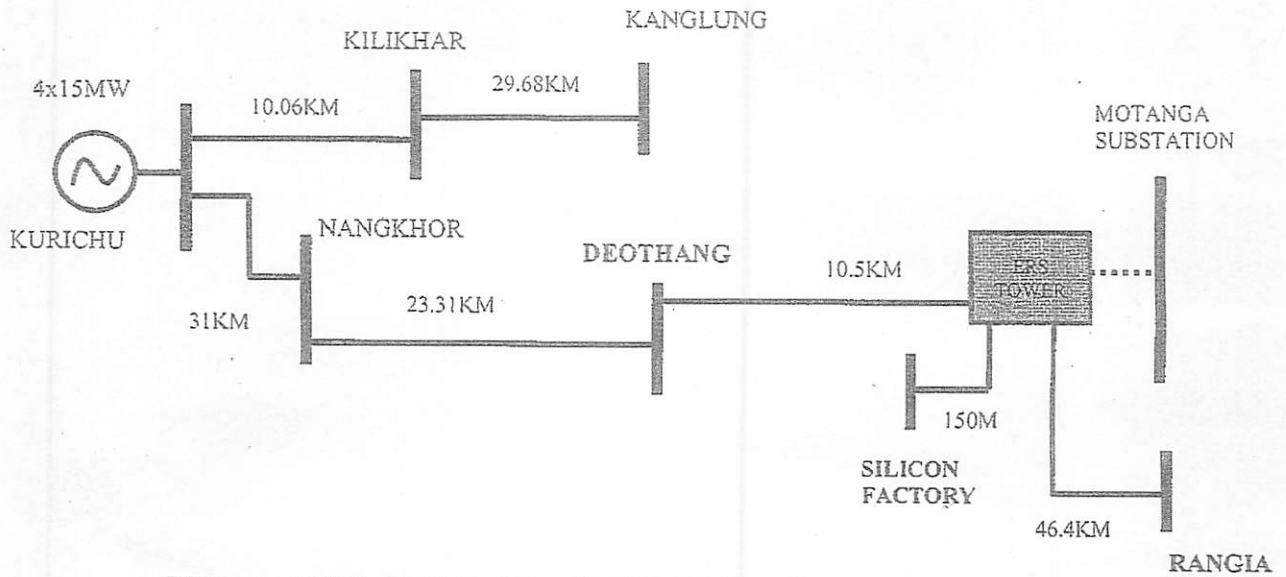 KANGLUNG
KILIKHAR
4x15MW
29.68KM
10.06KM
MOTANGA
SUBSTATION
KURICHU
NANGKHOR
DEOTHANG
10.5KM
ERS
TOWER
31KM
23.31KM
150M
SILICON
FACTORY
46.4KM
RANGIA